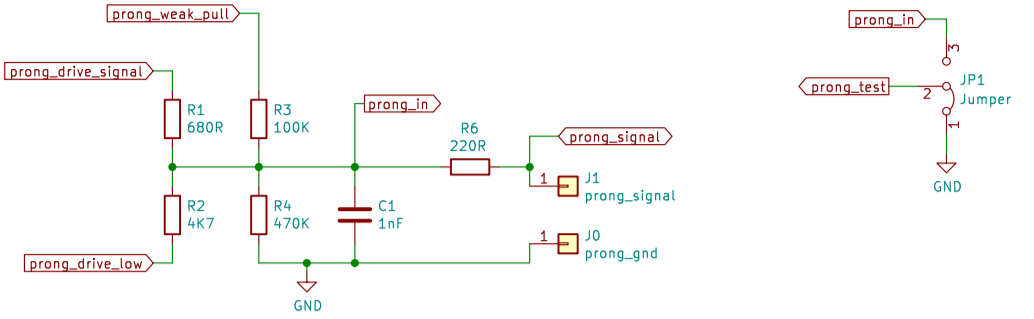 prong_weak_pull
prong_in
3
prong_drive_signal
JP1
prong_test
2
Jumper
prong_in
R1
680R
R3
100K
R6
220R
prong_signal
1
GND
1
J1
prong_signal
R2
4K7
R4
470K
C1
1nF
1
J0
prong_gnd
prong_drive_low
GND